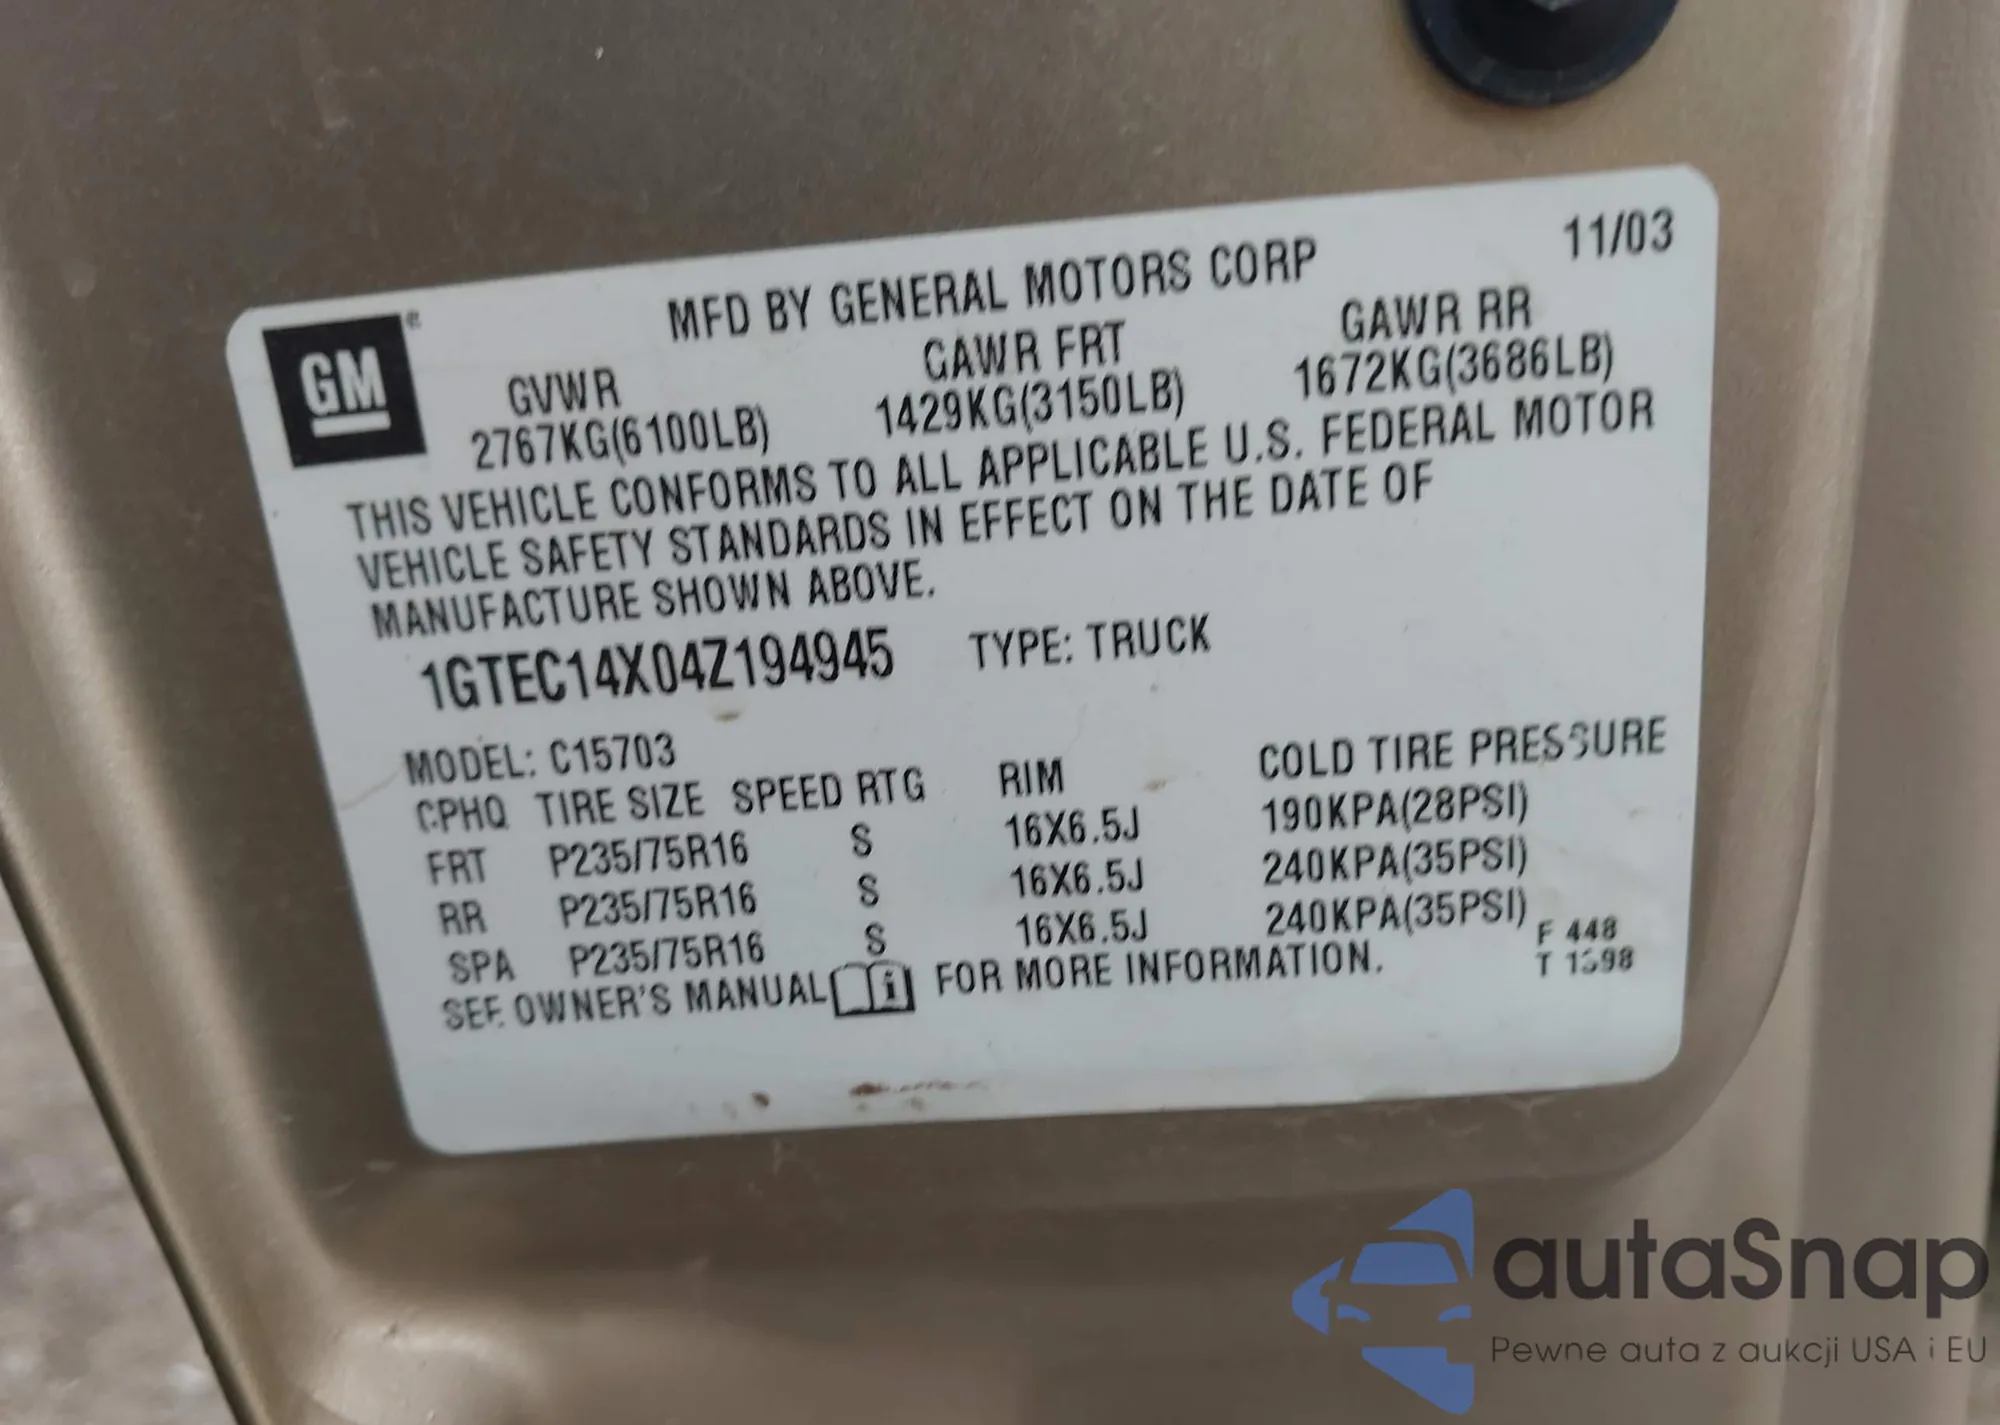 11/03
MFD BY GENERAL MOTORS CORP
GM®
GVWR GAWR FRT GAWR RR
2767KG(6100LB) 1429KG(3150LB) 1672KG(3686LB)
THIS VEHICLE CONFORMS TO ALL APPLICABLE U.S. FEDERAL MOTOR
VEHICLE SAFETY STANDARDS IN EFFECT ON THE DATE OF
MANUFACTURE SHOWN ABOVE.
1GTEC14X04Z194945 TYPE: TRUCK
MODEL: C15703
CPHQ TIRE SIZE SPEED RTG RIM COLD TIRE PRESSURE
FRT P235/75R16 S 16X6.5J 190KPA(28PSI)
RR P235/75R16 S 16X6.5J 240KPA(35PSI)
SPA P235/75R16 S 16X6.5J 240KPA(35PSI)
SEE OWNER'S MANUAL i FOR MORE INFORMATION.
F 448
T
autaSnap
Pewne auta z aukcji USA i EU